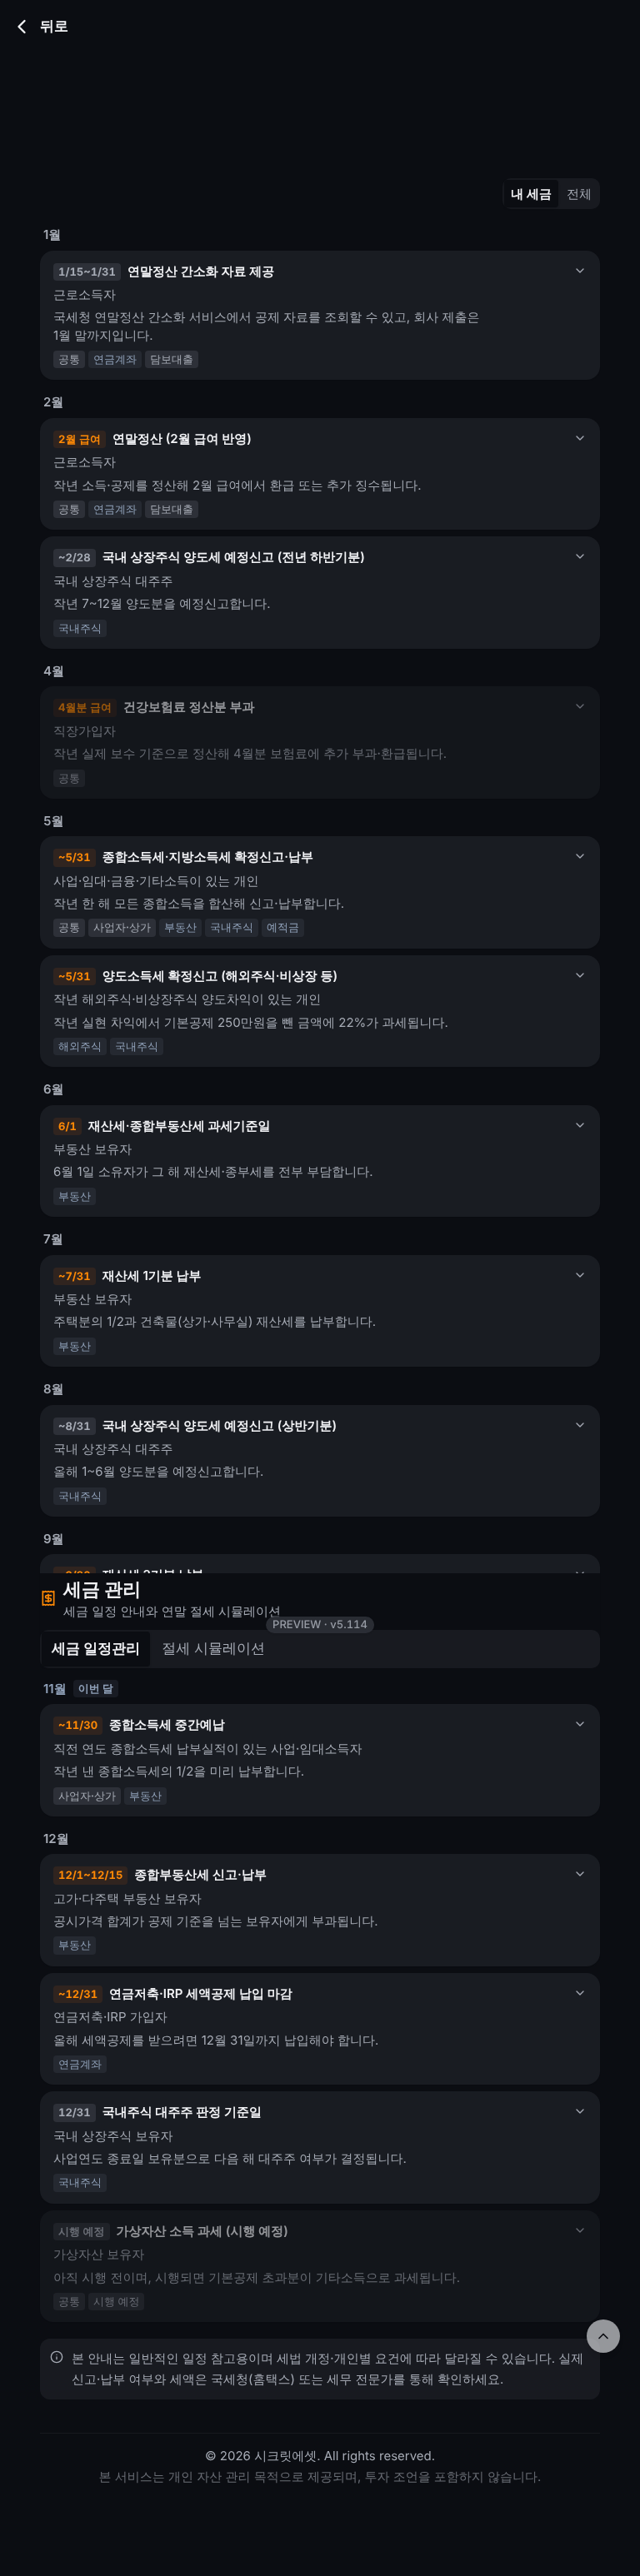 뒤로
내 세금 전체
1월
1/15~1/31 연말정산 간소화 자료 제공
근로소득자
국세청 연말정산 간소화 서비스에서 공제 자료를 조회할 수 있고, 회사 제출은
1월 말까지입니다.
공통 연금계좌 담보대출
2월
2월 급여 연말정산 (2월 급여 반영)
근로소득자
작년 소득·공제를 정산해 2월 급여에서 환급 또는 추가 징수됩니다.
공통 연금계좌 담보대출
~2/28 국내 상장주식 양도세 예정신고 (전년 하반기분)
국내 상장주식 대주주
작년 7~12월 양도분을 예정신고합니다.
국내주식
4월
4월분 급여 건강보험료 정산분 부과
직장가입자
작년 실제 보수 기준으로 정산해 4월분 보험료에 추가 부과·환급됩니다.
공통
5월
~5/31 종합소득세·지방소득세 확정신고·납부
사업·임대·금융·기타소득이 있는 개인
작년 한 해 모든 종합소득을 합산해 신고·납부합니다.
공통 사업자·상가 부동산 국내주식 예적금
~5/31 양도소득세 확정신고 (해외주식·비상장 등)
작년 해외주식·비상장주식 양도차익이 있는 개인
작년 실현 차익에서 기본공제 250만원을 뺀 금액에 22%가 과세됩니다.
해외주식 국내주식
6월
6/1 재산세·종합부동산세 과세기준일
부동산 보유자
6월 1일 소유자가 그 해 재산세·종부세를 전부 부담합니다.
부동산
7월
~7/31 재산세 1기분 납부
부동산 보유자
주택분의 1/2과 건축물(상가·사무실) 재산세를 납부합니다.
부동산
8월
~8/31 국내 상장주식 양도세 예정신고 (상반기분)
국내 상장주식 대주주
올해 1~6월 양도분을 예정신고합니다.
국내주식
9월
세금 관리
세금 일정 안내와 연말 절세 시뮬레이션
PREVIEW · v5.114
세금 일정관리 절세 시뮬레이션
11월 이번 달
~11/30 종합소득세 중간예납
직전 연도 종합소득세 납부실적이 있는 사업·임대소득자
작년 낸 종합소득세의 1/2을 미리 납부합니다.
사업자·상가 부동산
12월
12/1~12/15 종합부동산세 신고·납부
고가·다주택 부동산 보유자
공시가격 합계가 공제 기준을 넘는 보유자에게 부과됩니다.
부동산
~12/31 연금저축·IRP 세액공제 납입 마감
연금저축·IRP 가입자
올해 세액공제를 받으려면 12월 31일까지 납입해야 합니다.
연금계좌
12/31 국내주식 대주주 판정 기준일
국내 상장주식 보유자
사업연도 종료일 보유분으로 다음 해 대주주 여부가 결정됩니다.
국내주식
시행 예정 가상자산 소득 과세 (시행 예정)
가상자산 보유자
아직 시행 전이며, 시행되면 기본공제 초과분이 기타소득으로 과세됩니다.
공통 시행 예정
본 안내는 일반적인 일정 참고용이며 세법 개정·개인별 요건에 따라 달라질 수 있습니다. 실제
신고·납부 여부와 세액은 국세청(홈택스) 또는 세무 전문가를 통해 확인하세요.
© 2026 시크릿에셋. All rights reserved.
본 서비스는 개인 자산 관리 목적으로 제공되며, 투자 조언을 포함하지 않습니다.